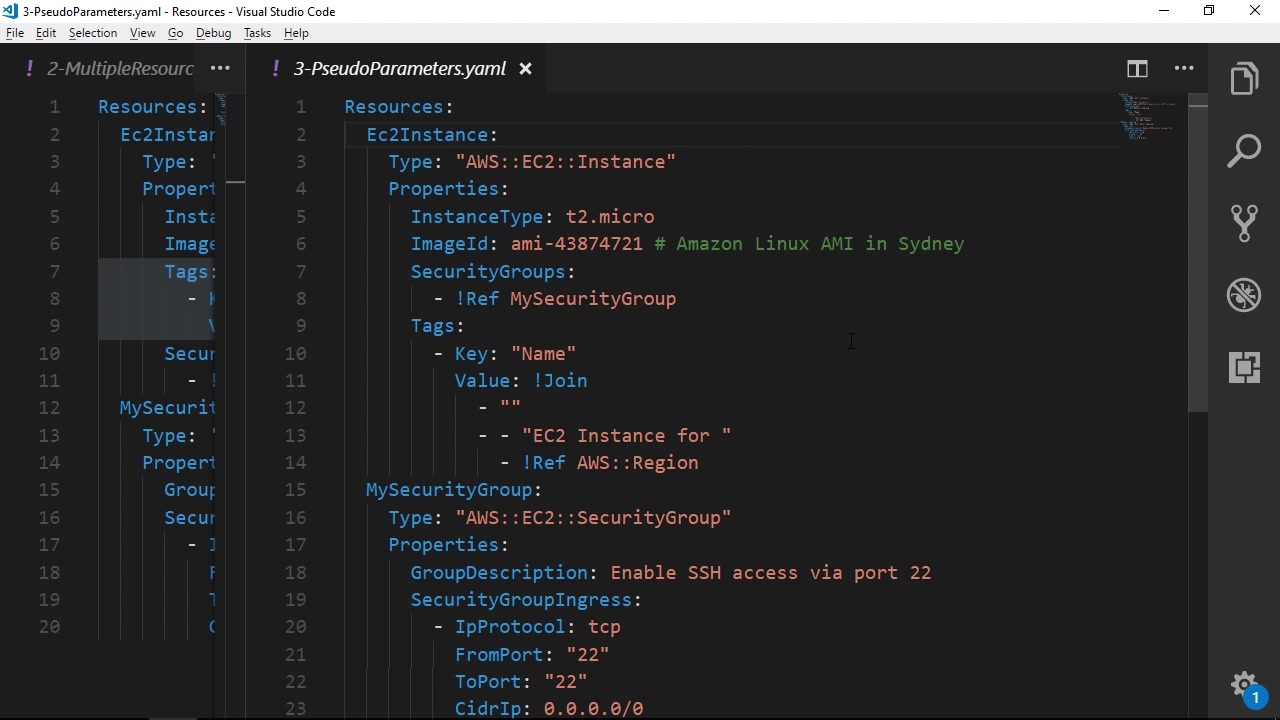 3-PseudoParameters.yaml - Resources - Visual Studio Code
File Edit Selection View Go Debug Tasks Help
! 2-MultipleResourc ...
1 Resources:
2 Ec2Instar
3 Type: "
4 Propert
5 Insta
6 Image
7 Tags:
8 - K
9 V
10 Secur
11 - !
12 MySecurit
13 Type: '
14 Propert
15 Group
16 Secur
17 - I
18 F
19 T
20 C
! 3-PseudoParameters.yaml ...
1 Resources:
2 Ec2Instance:
3 Type: "AWS::EC2::Instance"
4 Properties:
5 InstanceType: t2.micro
6 ImageId: ami-43874721 # Amazon Linux AMI in Sydney
7 SecurityGroups:
8 - !Ref MySecurityGroup
9 Tags:
10 - Key: "Name"
11 Value: !Join
12 - ""
13 - - "EC2 Instance for "
14 - !Ref AWS::Region
15 MySecurityGroup:
16 Type: "AWS::EC2::SecurityGroup"
17 Properties:
18 GroupDescription: Enable SSH access via port 22
19 SecurityGroupIngress:
20 - IpProtocol: tcp
21 FromPort: "22"
22 ToPort: "22"
23 CidrIp: 0.0.0.0/0
1